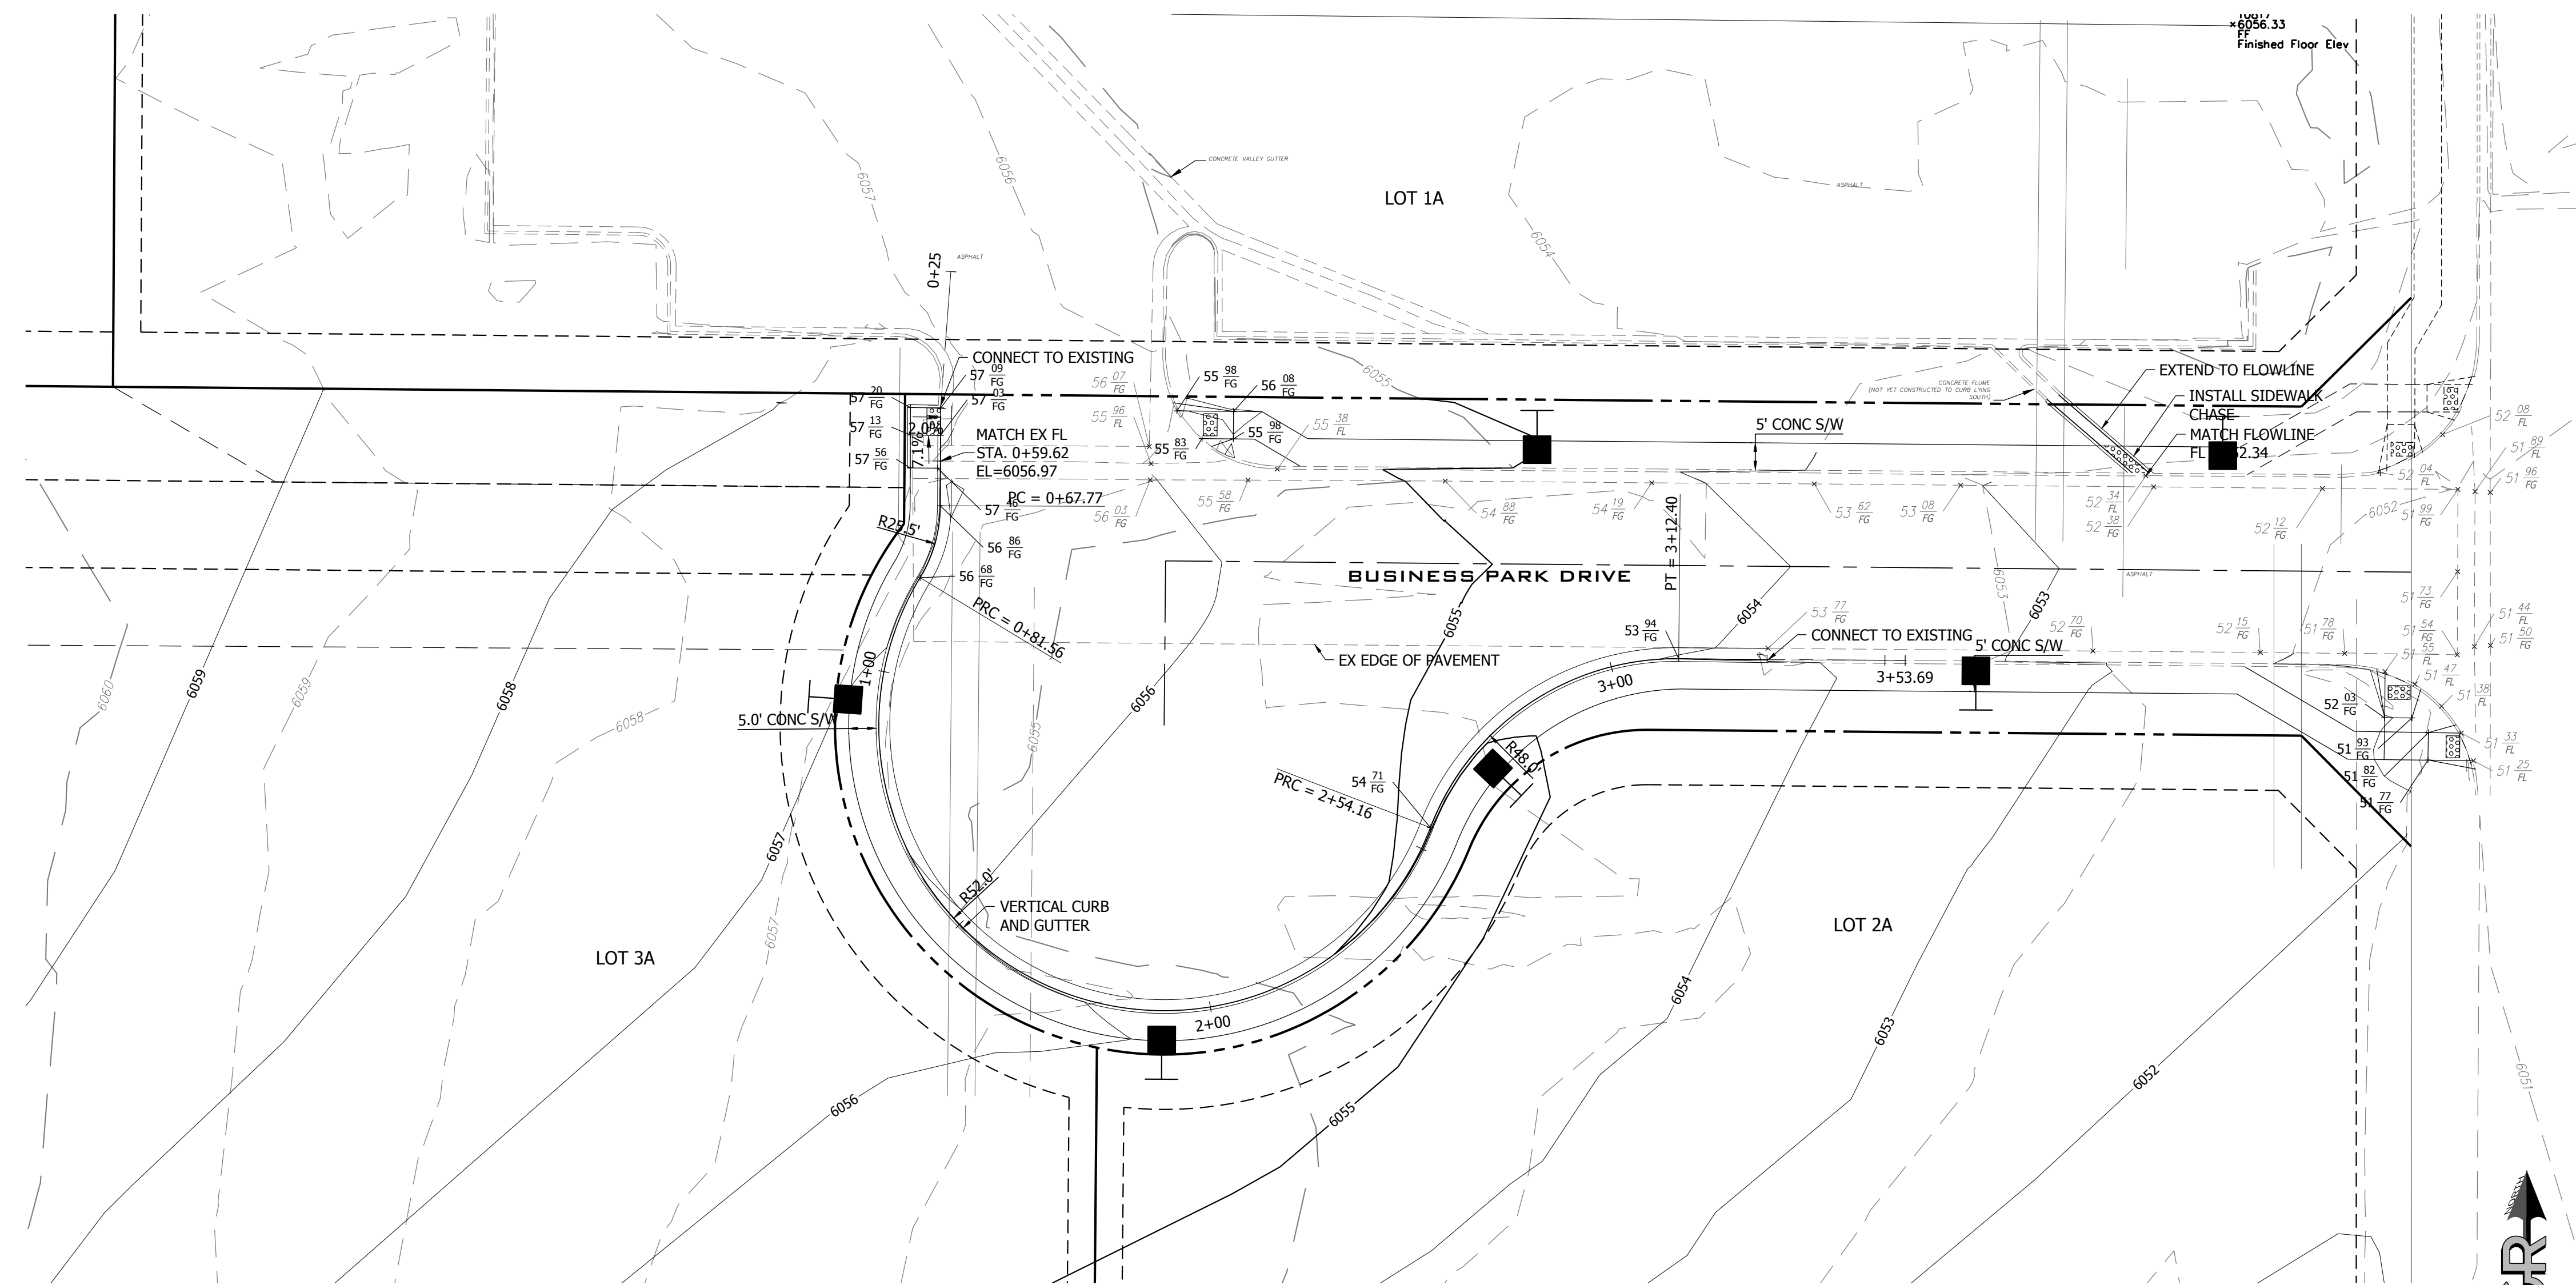 6056.33
FF
Finished Floor Elev
CONCRETE VALLEY GUTTER
6057
6056
LOT 1A
ASPHALT
6054
0+25
ASPHALT
CONNECT TO EXISTING
57 09 FG
57 20 FG
57 03 FG
57 13 FG
2.0%
7.1%
57 56 FG
MATCH EX FL
STA. 0+59.62
EL=6056.97
PC = 0+67.77
57 46 FG
R25.5'
56 86 FG
56 68 FG
PRC = 0+81.56
56 07 FG
55 96 FL
56 03 FG
55 98 FG
56 08 FG
55 83 FG
55 98 FG
55 38 FL
55 58 FG
6055
54 88 FG
54 19 FG
5' CONC S/W
53 62 FG
53 08 FG
CONCRETE FLUME
(NOT YET CONSTRUCTED TO CURB LYING
SOUTH)
EXTEND TO FLOWLINE
INSTALL SIDEWALK
CHASE
MATCH FLOWLINE
52 34 FL
52 38 FG
52 12 FG
6052
52 08 FL
51 89 FL
51 96 FG
52 04 FL
51 99 FG
BUSINESS PARK DRIVE
PT = 3+12.40
ASPHALT
6053
6053
6054
6055
53 77 FG
53 94 FG
CONNECT TO EXISTING
EX EDGE OF PAVEMENT
5' CONC S/W
3+53.69
52 70 FG
52 15 FG
51 78 FG
51 73 FG
51 44 FL
51 54 FG
51 50 FG
51 55 FL
51 47 FL
51 38 FL
52 03 FG
51 93 FG
51 82 FG
51 77 FG
51 33 FL
51 25 FL
3+00
R48.0'
54 71 FG
PRC = 2+54.16
1+00
5.0' CONC S/W
6056
6055
6060
6059
6059
6058
6058
6057
6057
R52.0'
VERTICAL CURB
AND GUTTER
2+00
LOT 3A
LOT 2A
6056
6055
6054
6053
6052
6051
NORTH